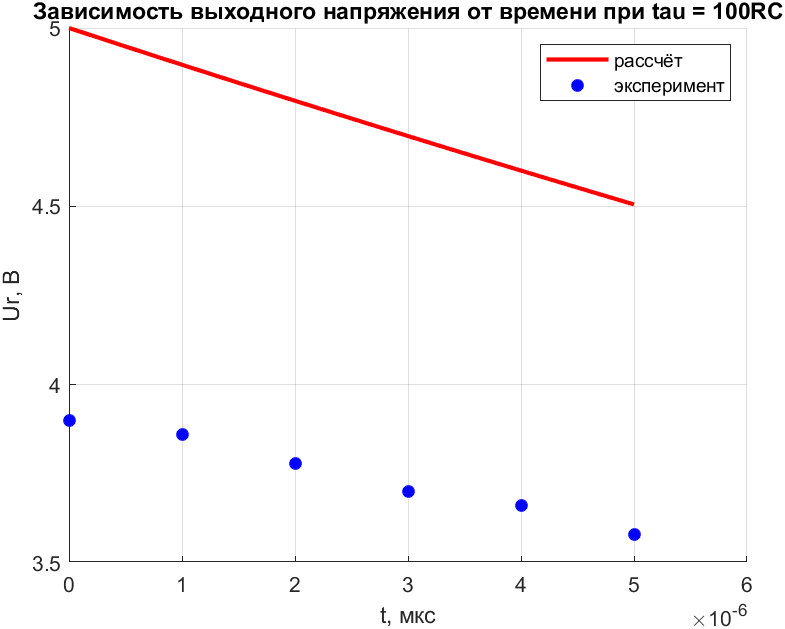 Зависимость выходного напряжения от времени при tau = 100RC
рассчёт
эксперимент
5
4.5
4
3.5
Ur, В
0 1 2 3 4 5 6
t, мкс
×10⁻⁶